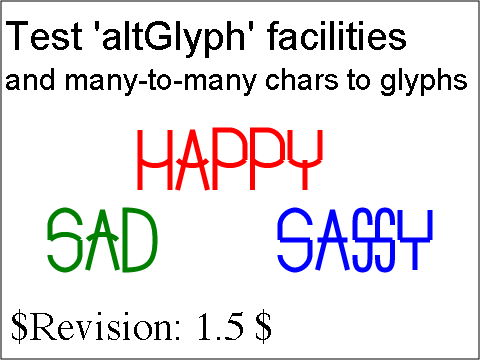 Test 'altGlyph' facilities
and many-to-many chars to glyphs
HAPPY
SAD SASSY
$Revision: 1.5 $